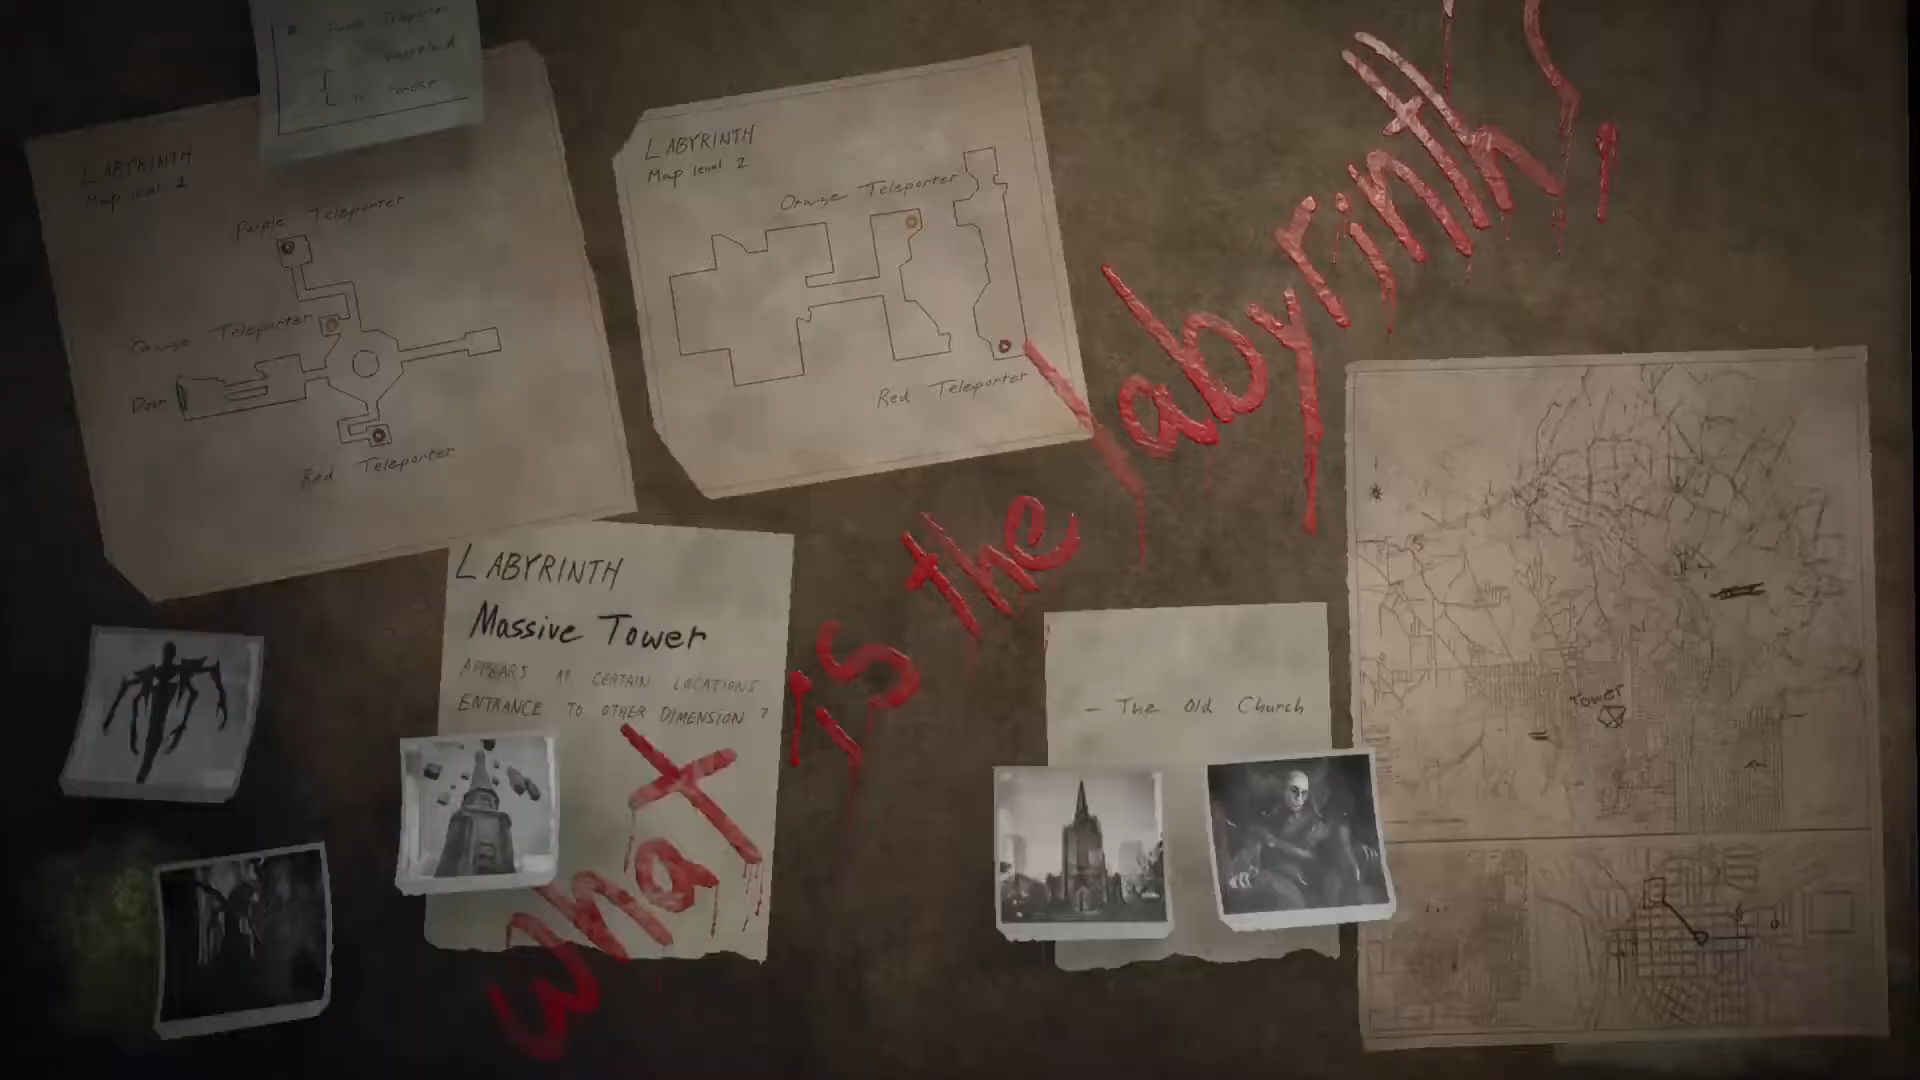 LABYRINTH
Map level 1
Purple Teleporter
Orange Teleporter
Door
Red Teleporter
LABYRINTH
Map level 2
Orange Teleporter
Red Teleporter
LABYRINTH
Massive Tower
APPEARS AT CERTAIN LOCATIONS
ENTRANCE TO OTHER DIMENSION ?
what is the labyrinth?
- The Old Church
Tower